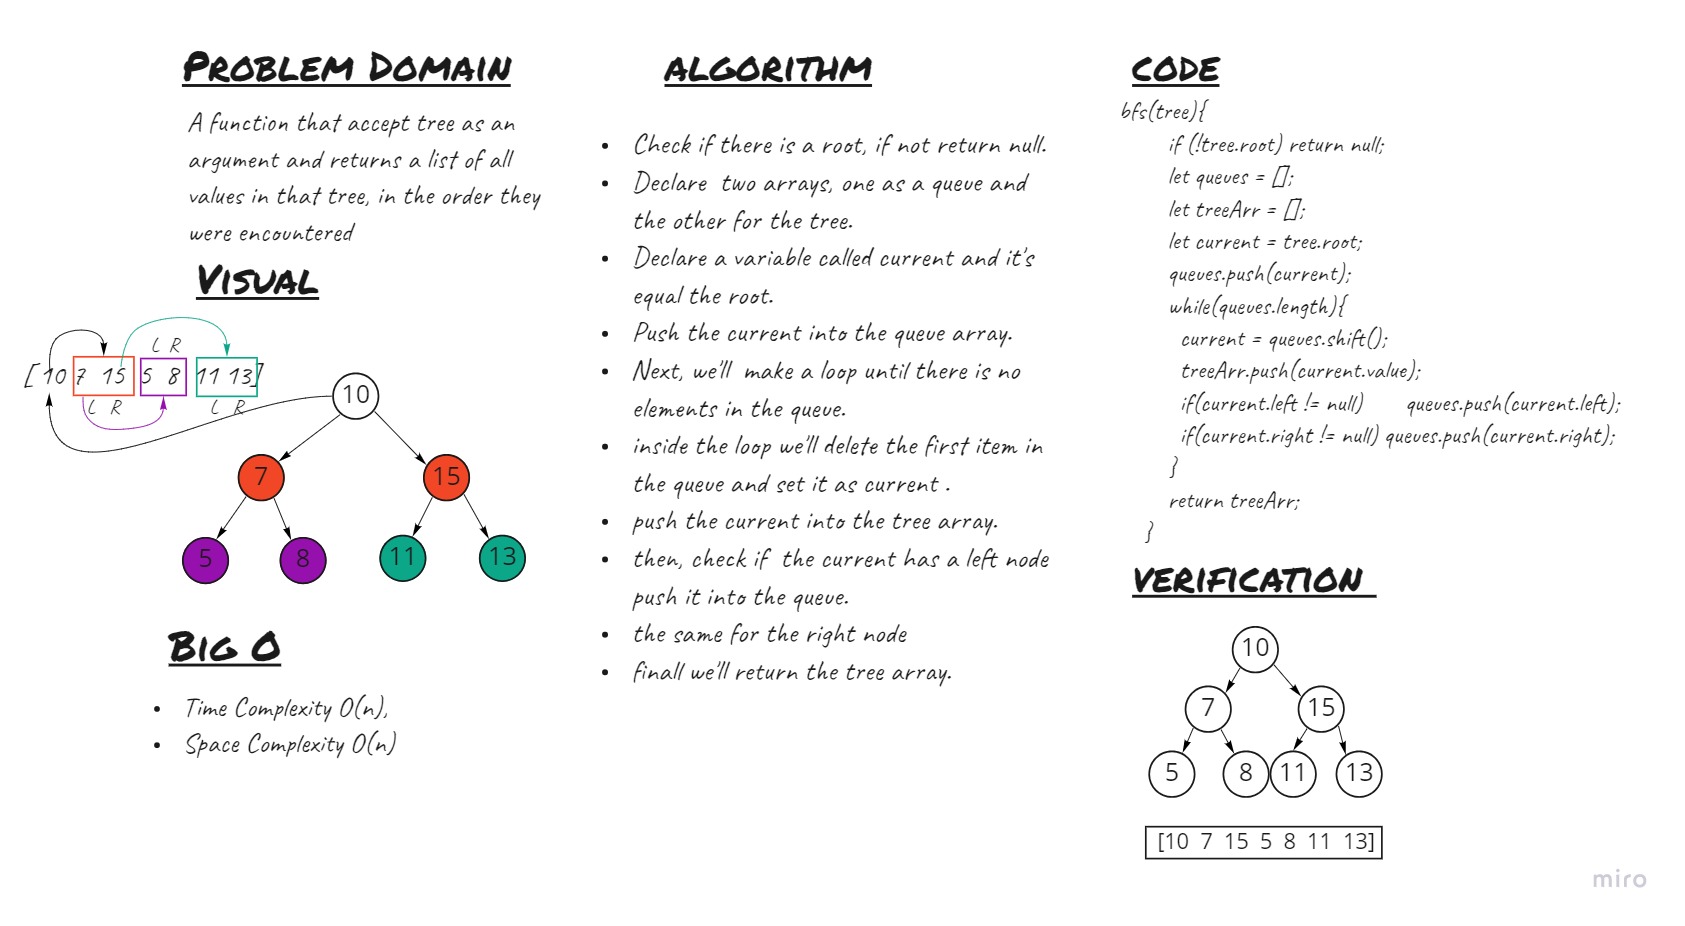 PROBLEM DOMAIN
A function that accept tree as an
argument and returns a list of all
values in that tree, in the order they
were encountered
VISUAL
L R
[ 10 7 15 5 8 11 13]
L R L R
10
7 15
5 8 11 13
BIG O
• Time Complexity O(n),
• Space Complexity O(n)
ALGORITHM
• Check if there is a root, if not return null.
• Declare two arrays, one as a queue and
the other for the tree.
• Declare a variable called current and it's
equal the root.
• Push the current into the queue array.
• Next, we'll make a loop until there is no
elements in the queue.
• inside the loop we'll delete the first item in
the queue and set it as current .
• push the current into the tree array.
• then, check if the current has a left node
push it into the queue.
• the same for the right node
• finall we'll return the tree array.
CODE
bfs(tree){
if (!tree.root) return null;
let queues = [];
let treeArr = [];
let current = tree.root;
queues.push(current);
while(queues.length){
current = queues.shift();
treeArr.push(current.value);
if(current.left != null) queues.push(current.left);
if(current.right != null) queues.push(current.right);
}
return treeArr;
}
VERIFICATION
10
7 15
5 8 11 13
[10 7 15 5 8 11 13]
miro